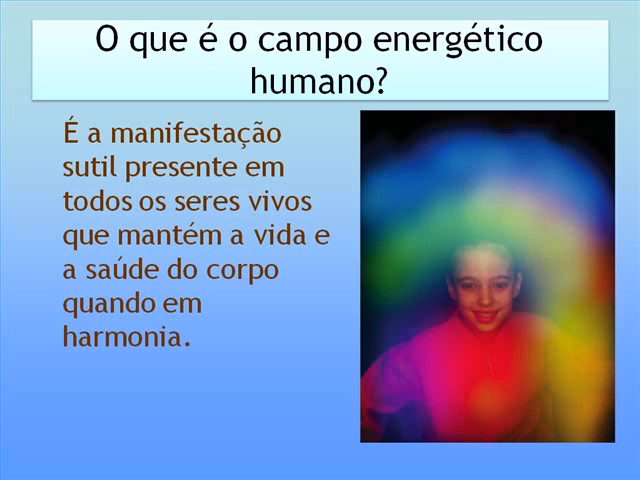 O que é o campo energético
humano?
É a manifestação
sutil presente em
todos os seres vivos
que mantém a vida e
a saúde do corpo
quando em
harmonia.